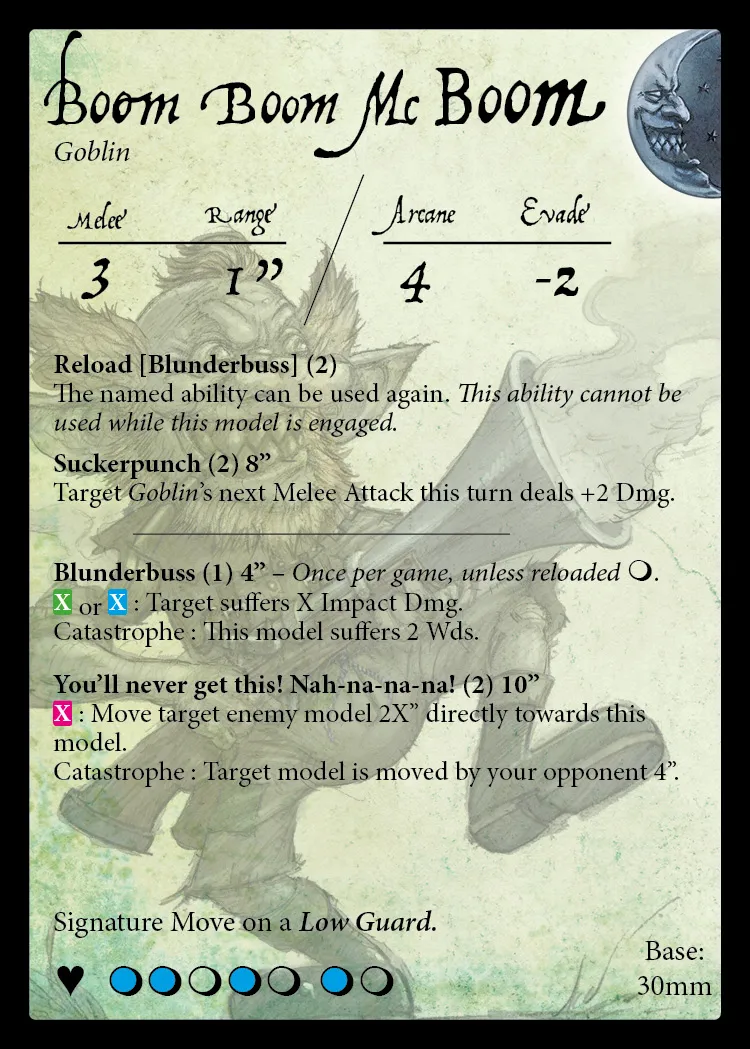 Boom Boom Mc Boom
Goblin
Melee Range Arcane Evade
3 1” 4 -2
Reload [Blunderbuss] (2)
The named ability can be used again. This ability cannot be
used while this model is engaged.
Suckerpunch (2) 8”
Target Goblin’s next Melee Attack this turn deals +2 Dmg.
Blunderbuss (1) 4” – Once per game, unless reloaded ❍.
X or X : Target suffers X Impact Dmg.
Catastrophe : This model suffers 2 Wds.
You’ll never get this! Nah-na-na-na! (2) 10”
X : Move target enemy model 2X” directly towards this
model.
Catastrophe : Target model is moved by your opponent 4”.
Signature Move on a Low Guard.
Base:
30mm